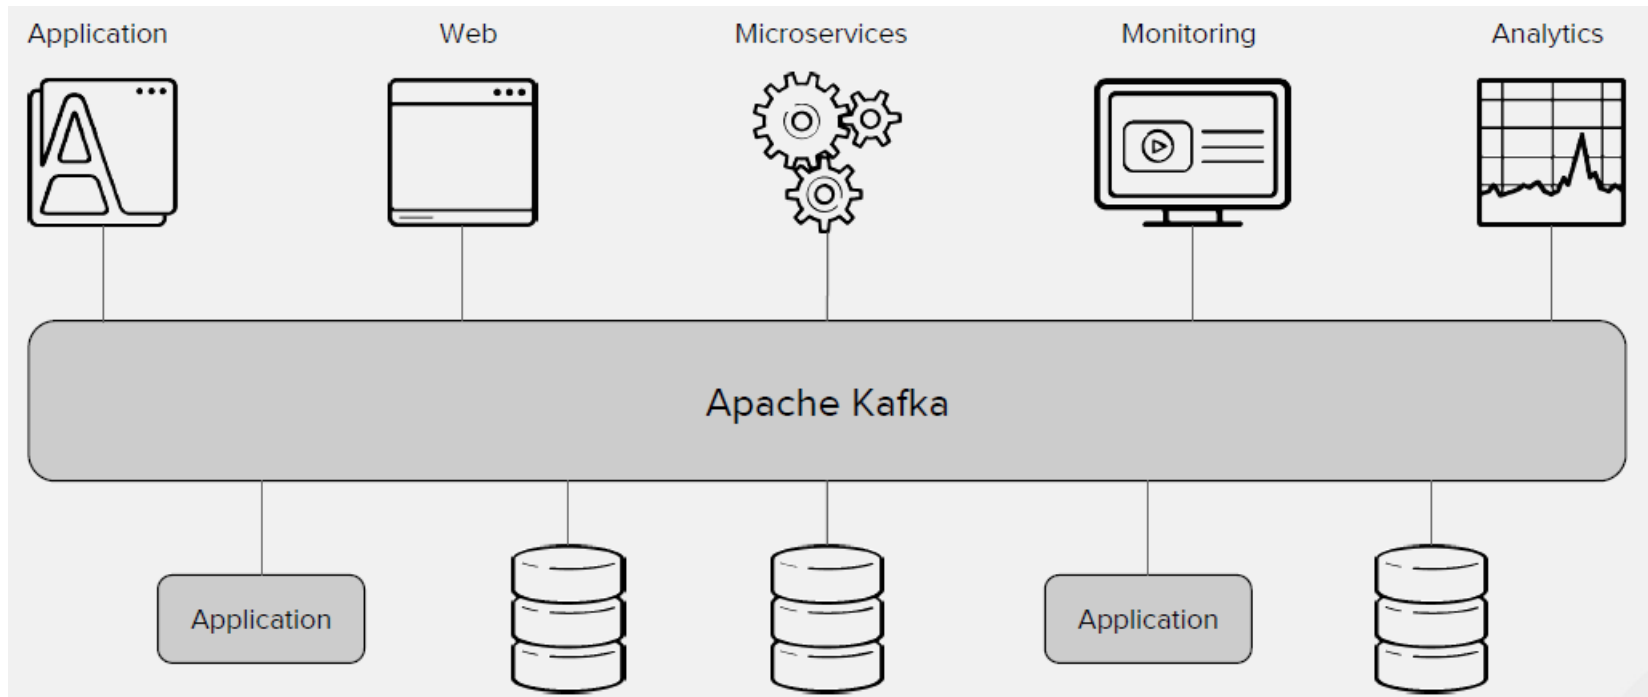 Application
Web
Microservices
Monitoring
Analytics
Apache Kafka
Application
Application